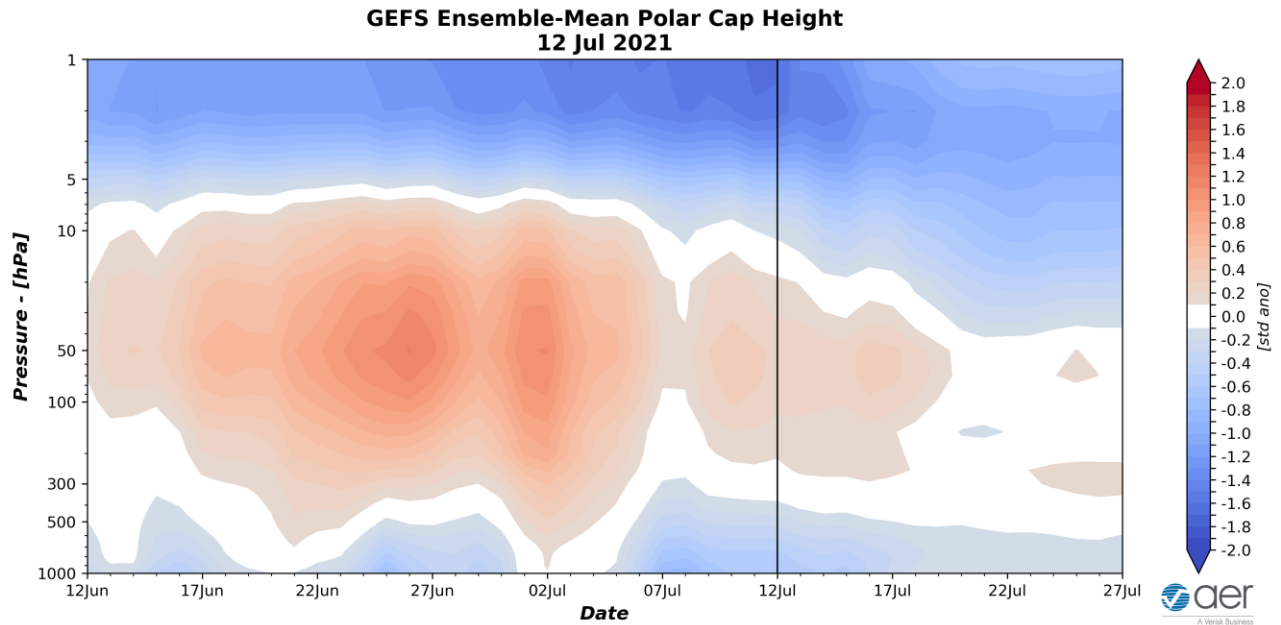 GEFS Ensemble-Mean Polar Cap Height
12 Jul 2021
Pressure - [hPa]
1
5
10
50
100
300
500
1000
12Jun
17Jun
22Jun
27Jun
02Jul
07Jul
12Jul
17Jul
22Jul
27Jul
Date
2.0
1.8
1.6
1.4
1.2
1.0
0.8
0.6
0.4
0.2
0.0
-0.2
-0.4
-0.6
-0.8
-1.0
-1.2
-1.4
-1.6
-1.8
-2.0
[std ano]
aer
A Verisk Business